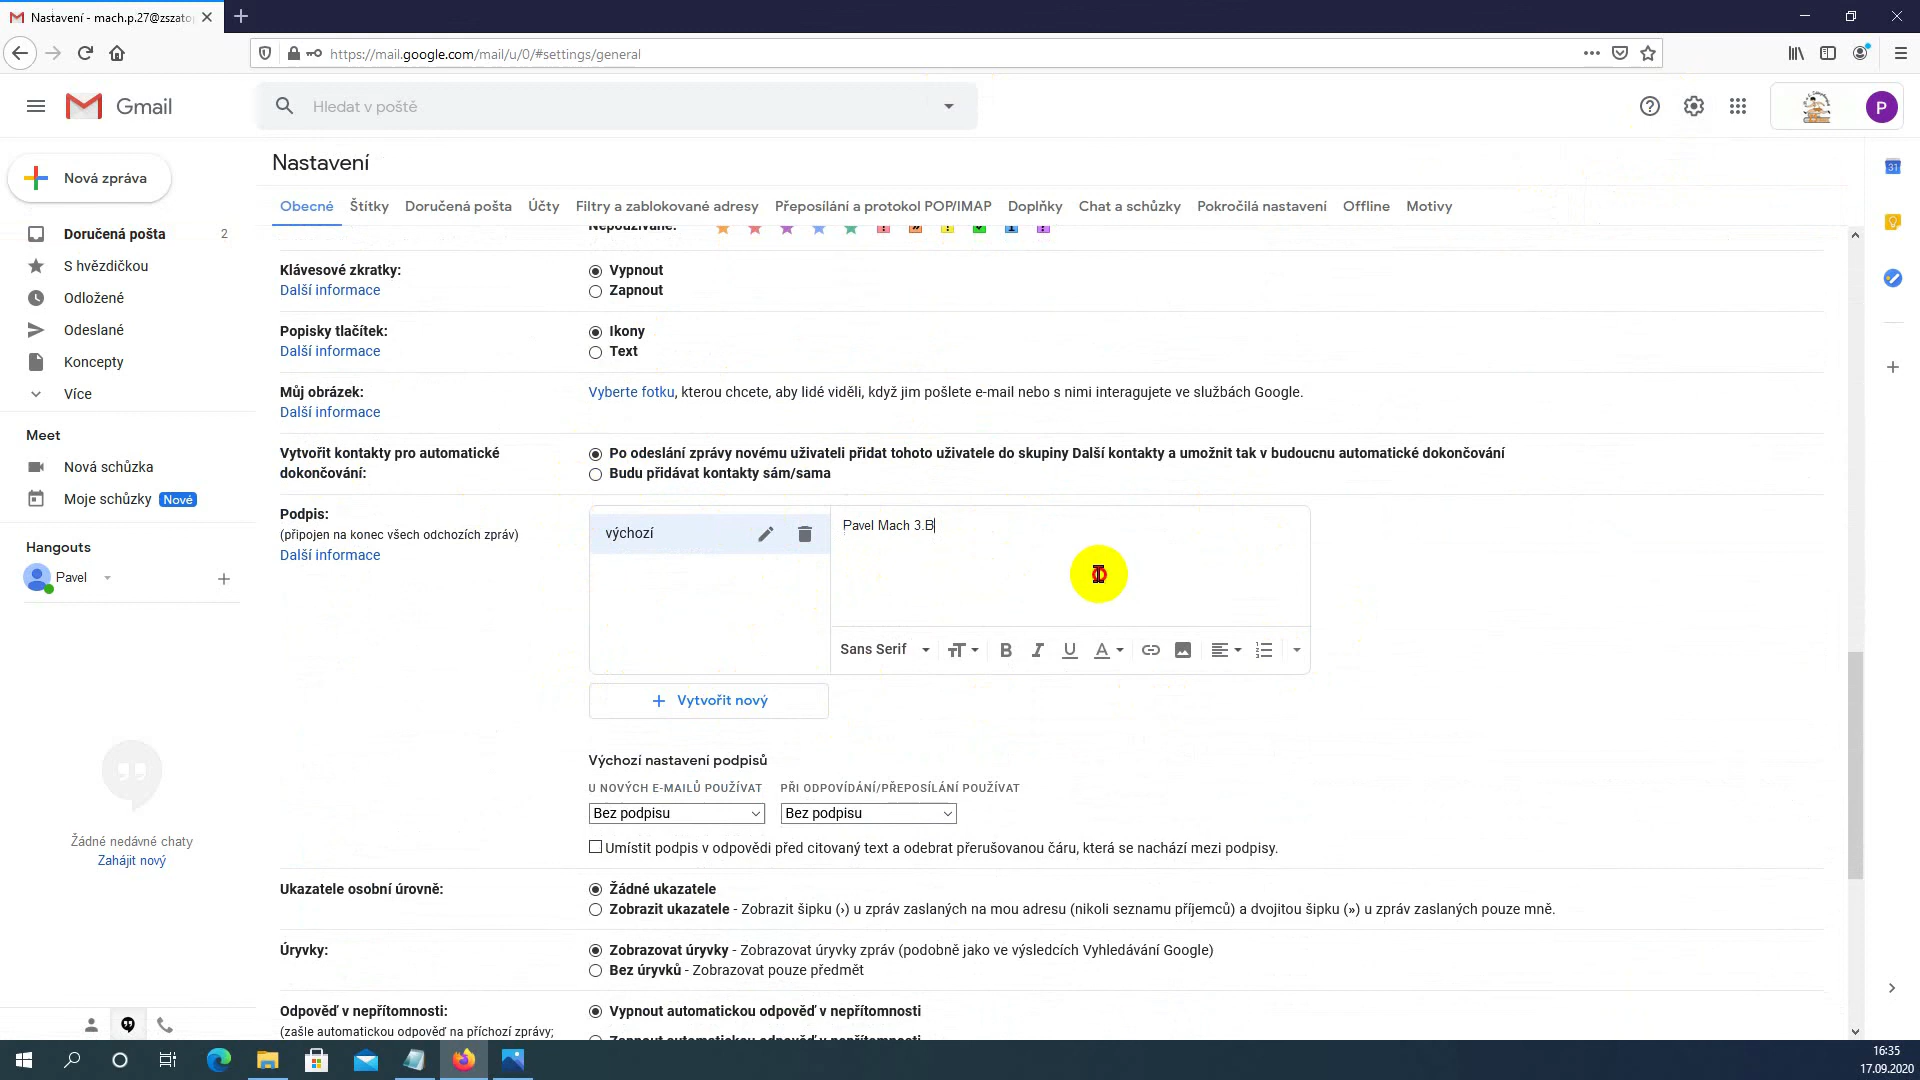 Nastavení - mach.p.27@zszato
https://mail.google.com/mail/u/0/#settings/general
Gmail
Hledat v poště
P
Nová zpráva
Doručená pošta 2
S hvězdičkou
Odložené
Odeslané
Koncepty
Více
Meet
Nová schůzka
Moje schůzky Nové
Hangouts
Pavel
Žádné nedávné chaty
Zahájit nový
Nastavení
Obecné Štítky Doručená pošta Účty Filtry a zablokované adresy Přeposílání a protokol POP/IMAP Doplňky Chat a schůzky Pokročilá nastavení Offline Motivy
Nepoužívané:
Klávesové zkratky:
Další informace
Vypnout
Zapnout
Popisky tlačítek:
Další informace
Ikony
Text
Můj obrázek:
Další informace
Vyberte fotku, kterou chcete, aby lidé viděli, když jim pošlete e-mail nebo s nimi interagujete ve službách Google.
Vytvořit kontakty pro automatické
dokončování:
Po odeslání zprávy novému uživateli přidat tohoto uživatele do skupiny Další kontakty a umožnit tak v budoucnu automatické dokončování
Budu přidávat kontakty sám/sama
Podpis:
(připojen na konec všech odchozích zpráv)
Další informace
výchozí
Pavel Mach 3.B
Sans Serif
Vytvořit nový
Výchozí nastavení podpisů
U NOVÝCH E-MAILŮ POUŽÍVAT PŘI ODPOVÍDÁNÍ/PŘEPOSÍLÁNÍ POUŽÍVAT
Bez podpisu Bez podpisu
Umístit podpis v odpovědi před citovaný text a odebrat přerušovanou čáru, která se nachází mezi podpisy.
Ukazatele osobní úrovně:
Žádné ukazatele
Zobrazit ukazatele - Zobrazit šipku (›) u zpráv zaslaných na mou adresu (nikoli seznamu příjemců) a dvojitou šipku (») u zpráv zaslaných pouze mně.
Úryvky:
Zobrazovat úryvky - Zobrazovat úryvky zpráv (podobně jako ve výsledcích Vyhledávání Google)
Bez úryvků - Zobrazovat pouze předmět
Odpověď v nepřítomnosti:
(zašle automatickou odpověď na příchozí zprávy;
Vypnout automatickou odpověď v nepřítomnosti
Zapnout automatickou odpověď v nepřítomnosti
31
16:35
17.09.2020